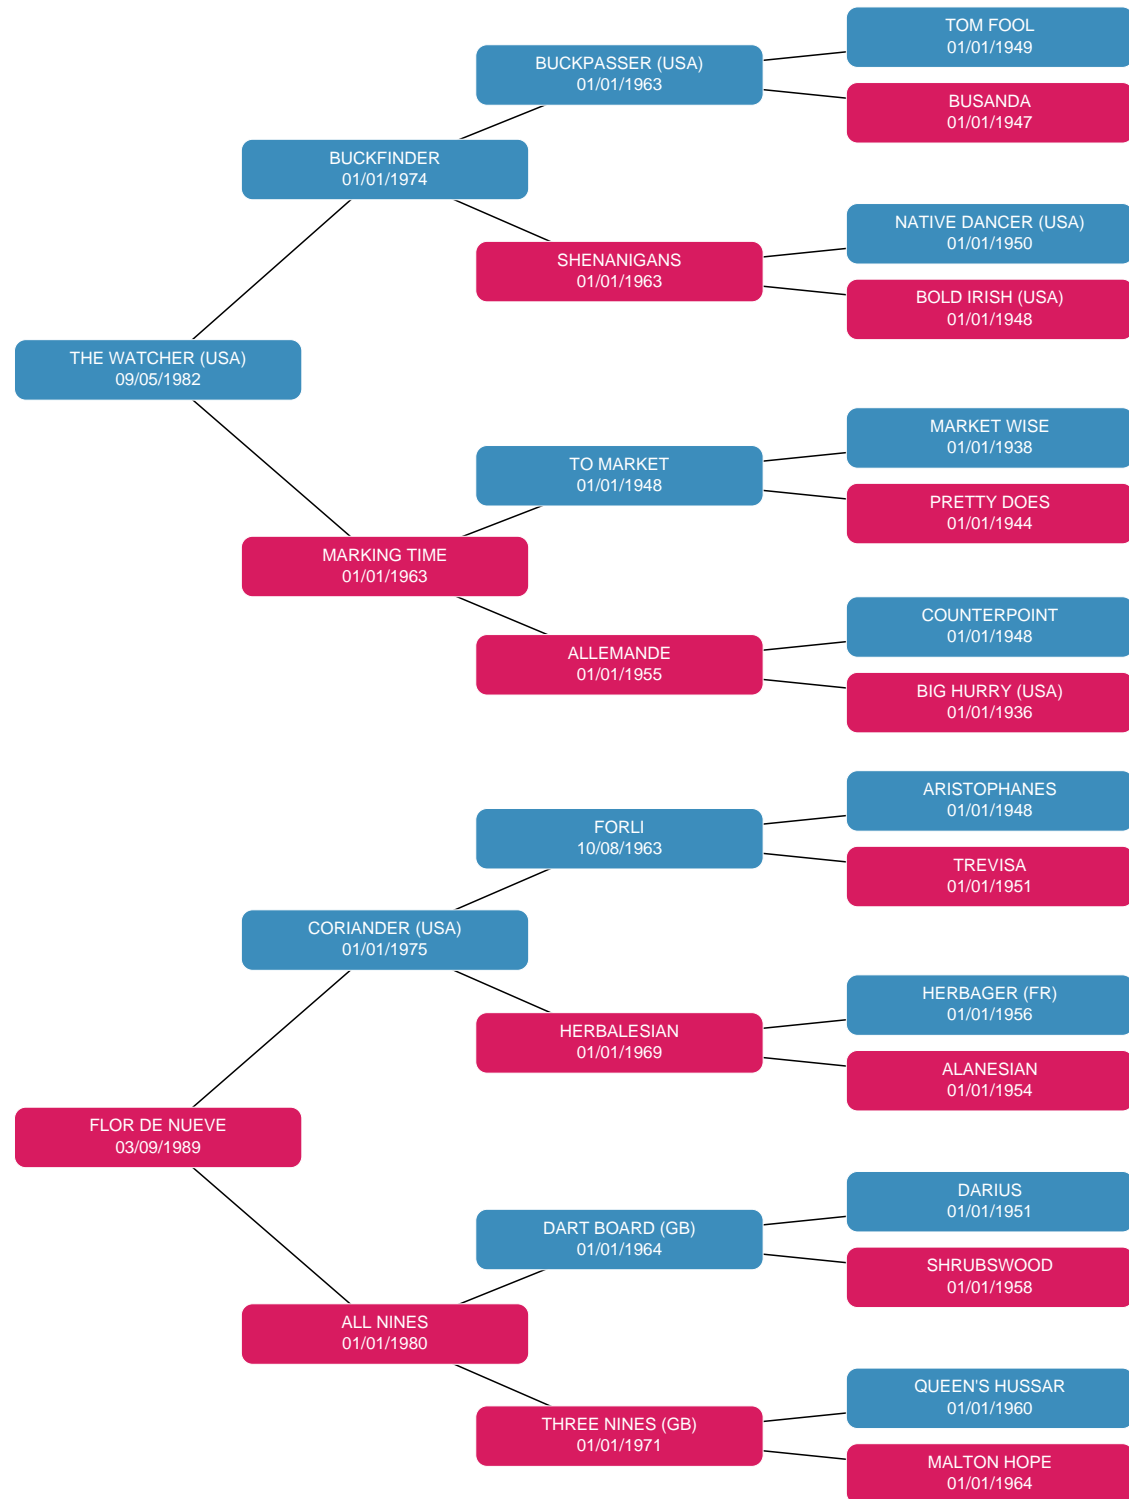 TOM FOOL
01/01/1949
BUCKPASSER (USA)
01/01/1963
BUSANDA
01/01/1947
BUCKFINDER
01/01/1974
NATIVE DANCER (USA)
01/01/1950
SHENANIGANS
01/01/1963
BOLD IRISH (USA)
01/01/1948
THE WATCHER (USA)
09/05/1982
MARKET WISE
01/01/1938
TO MARKET
01/01/1948
PRETTY DOES
01/01/1944
MARKING TIME
01/01/1963
COUNTERPOINT
01/01/1948
ALLEMANDE
01/01/1955
BIG HURRY (USA)
01/01/1936
ARISTOPHANES
01/01/1948
FORLI
10/08/1963
TREVISA
01/01/1951
CORIANDER (USA)
01/01/1975
HERBAGER (FR)
01/01/1956
HERBALESIAN
01/01/1969
ALANESIAN
01/01/1954
FLOR DE NUEVE
03/09/1989
DARIUS
01/01/1951
DART BOARD (GB)
01/01/1964
SHRUBSWOOD
01/01/1958
ALL NINES
01/01/1980
QUEEN'S HUSSAR
01/01/1960
THREE NINES (GB)
01/01/1971
MALTON HOPE
01/01/1964